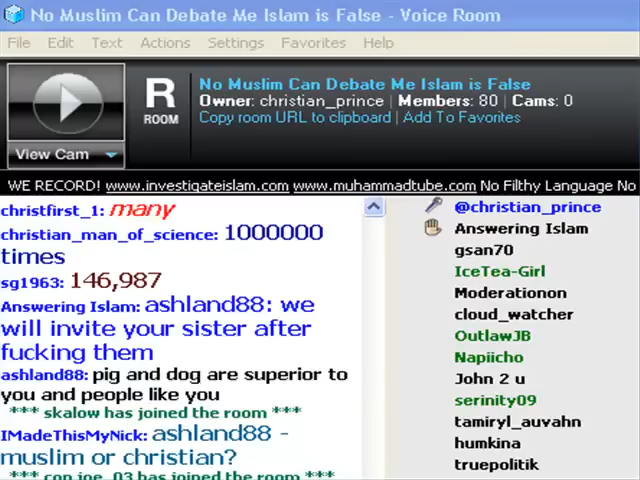 No Muslim Can Debate Me Islam is False - Voice Room
File Edit Text Actions Settings Favorites Help
No Muslim Can Debate Me Islam is False
Owner: christian_prince | Members: 80 | Cams: 0
Copy room URL to clipboard | Add To Favorites
R
ROOM
View Cam
WE RECORD! www.investigateislam.com www.muhammadtube.com No Filthy Language No
christfirst_1: many
christian_man_of_science: 1000000
times
sg1963: 146,987
Answering Islam: ashland88: we
will invite your sister after
fucking them
ashland88: pig and dog are superior to
you and people like you
*** skalow has joined the room ***
IMadeThisMyNick: ashland88 -
muslim or christian?
*** con_joe_03 has joined the room ***
@christian_prince
Answering Islam
gsan70
IceTea-Girl
Moderationon
cloud_watcher
OutlawJB
Napiicho
John 2 u
serinity09
tamiryl_auvahn
humkina
truepolitik